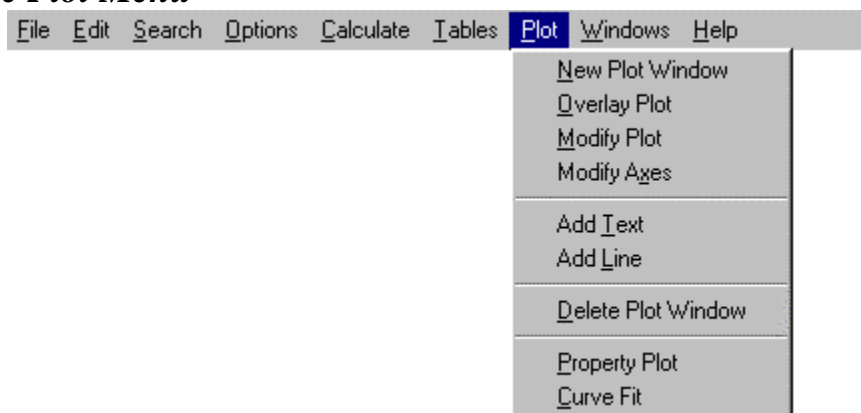 e Plot Menu
File Edit Search Options Calculate Tables Plot Windows Help
New Plot Window
Overlay Plot
Modify Plot
Modify Axes
Add Text
Add Line
Delete Plot Window
Property Plot
Curve Fit